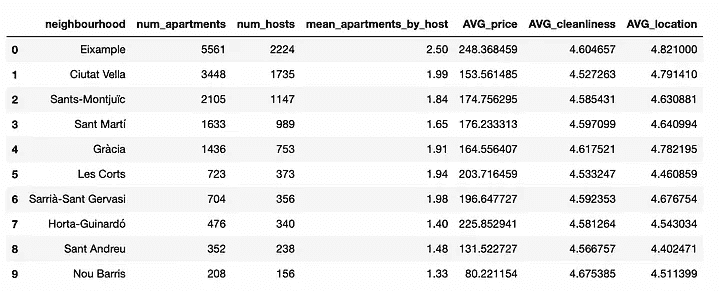 neighbourhood num_apartments num_hosts mean_apartments_by_host AVG_price AVG_cleanliness AVG_location
0 Eixample 5561 2224 2.50 248.368459 4.604657 4.821000
1 Ciutat Vella 3448 1735 1.99 153.561485 4.527263 4.791410
2 Sants-Montjuïc 2105 1147 1.84 174.756295 4.585431 4.630881
3 Sant Martí 1633 989 1.65 176.233313 4.597099 4.640994
4 Gràcia 1436 753 1.91 164.556407 4.617521 4.782195
5 Les Corts 723 373 1.94 203.716459 4.533247 4.460859
6 Sarrià-Sant Gervasi 704 356 1.98 196.647727 4.592353 4.676754
7 Horta-Guinardó 476 340 1.40 225.852941 4.581264 4.543034
8 Sant Andreu 352 238 1.48 131.522727 4.566757 4.402471
9 Nou Barris 208 156 1.33 80.221154 4.675385 4.511399